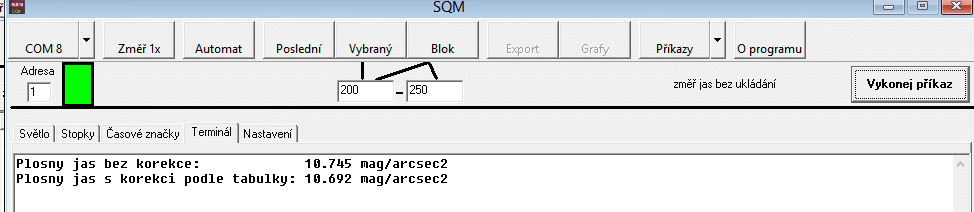 SQM
COM 8 Změř 1x Automat Poslední Vybraný Blok Export Grafy Příkazy O programu
Adresa
1 200 – 250 změř jas bez ukládání Vykonej příkaz
Světlo Stopky Časové značky Terminál Nastavení
Plosny jas bez korekce: 10.745 mag/arcsec2
Plosny jas s korekci podle tabulky: 10.692 mag/arcsec2